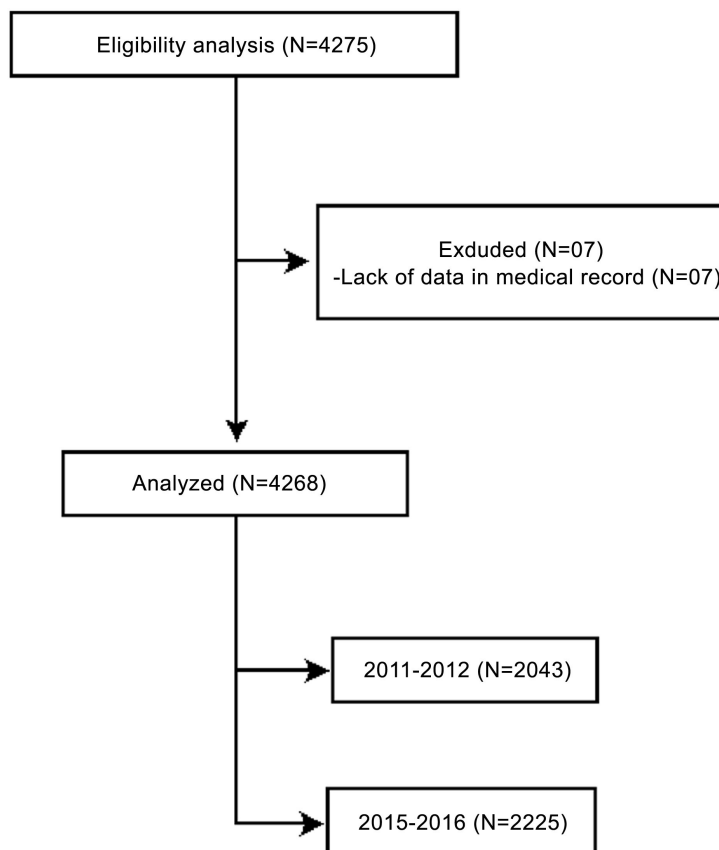 Eligibility analysis (N=4275)
Exduded (N=07)
-Lack of data in medical record (N=07)
Analyzed (N=4268)
2011-2012 (N=2043)
2015-2016 (N=2225)